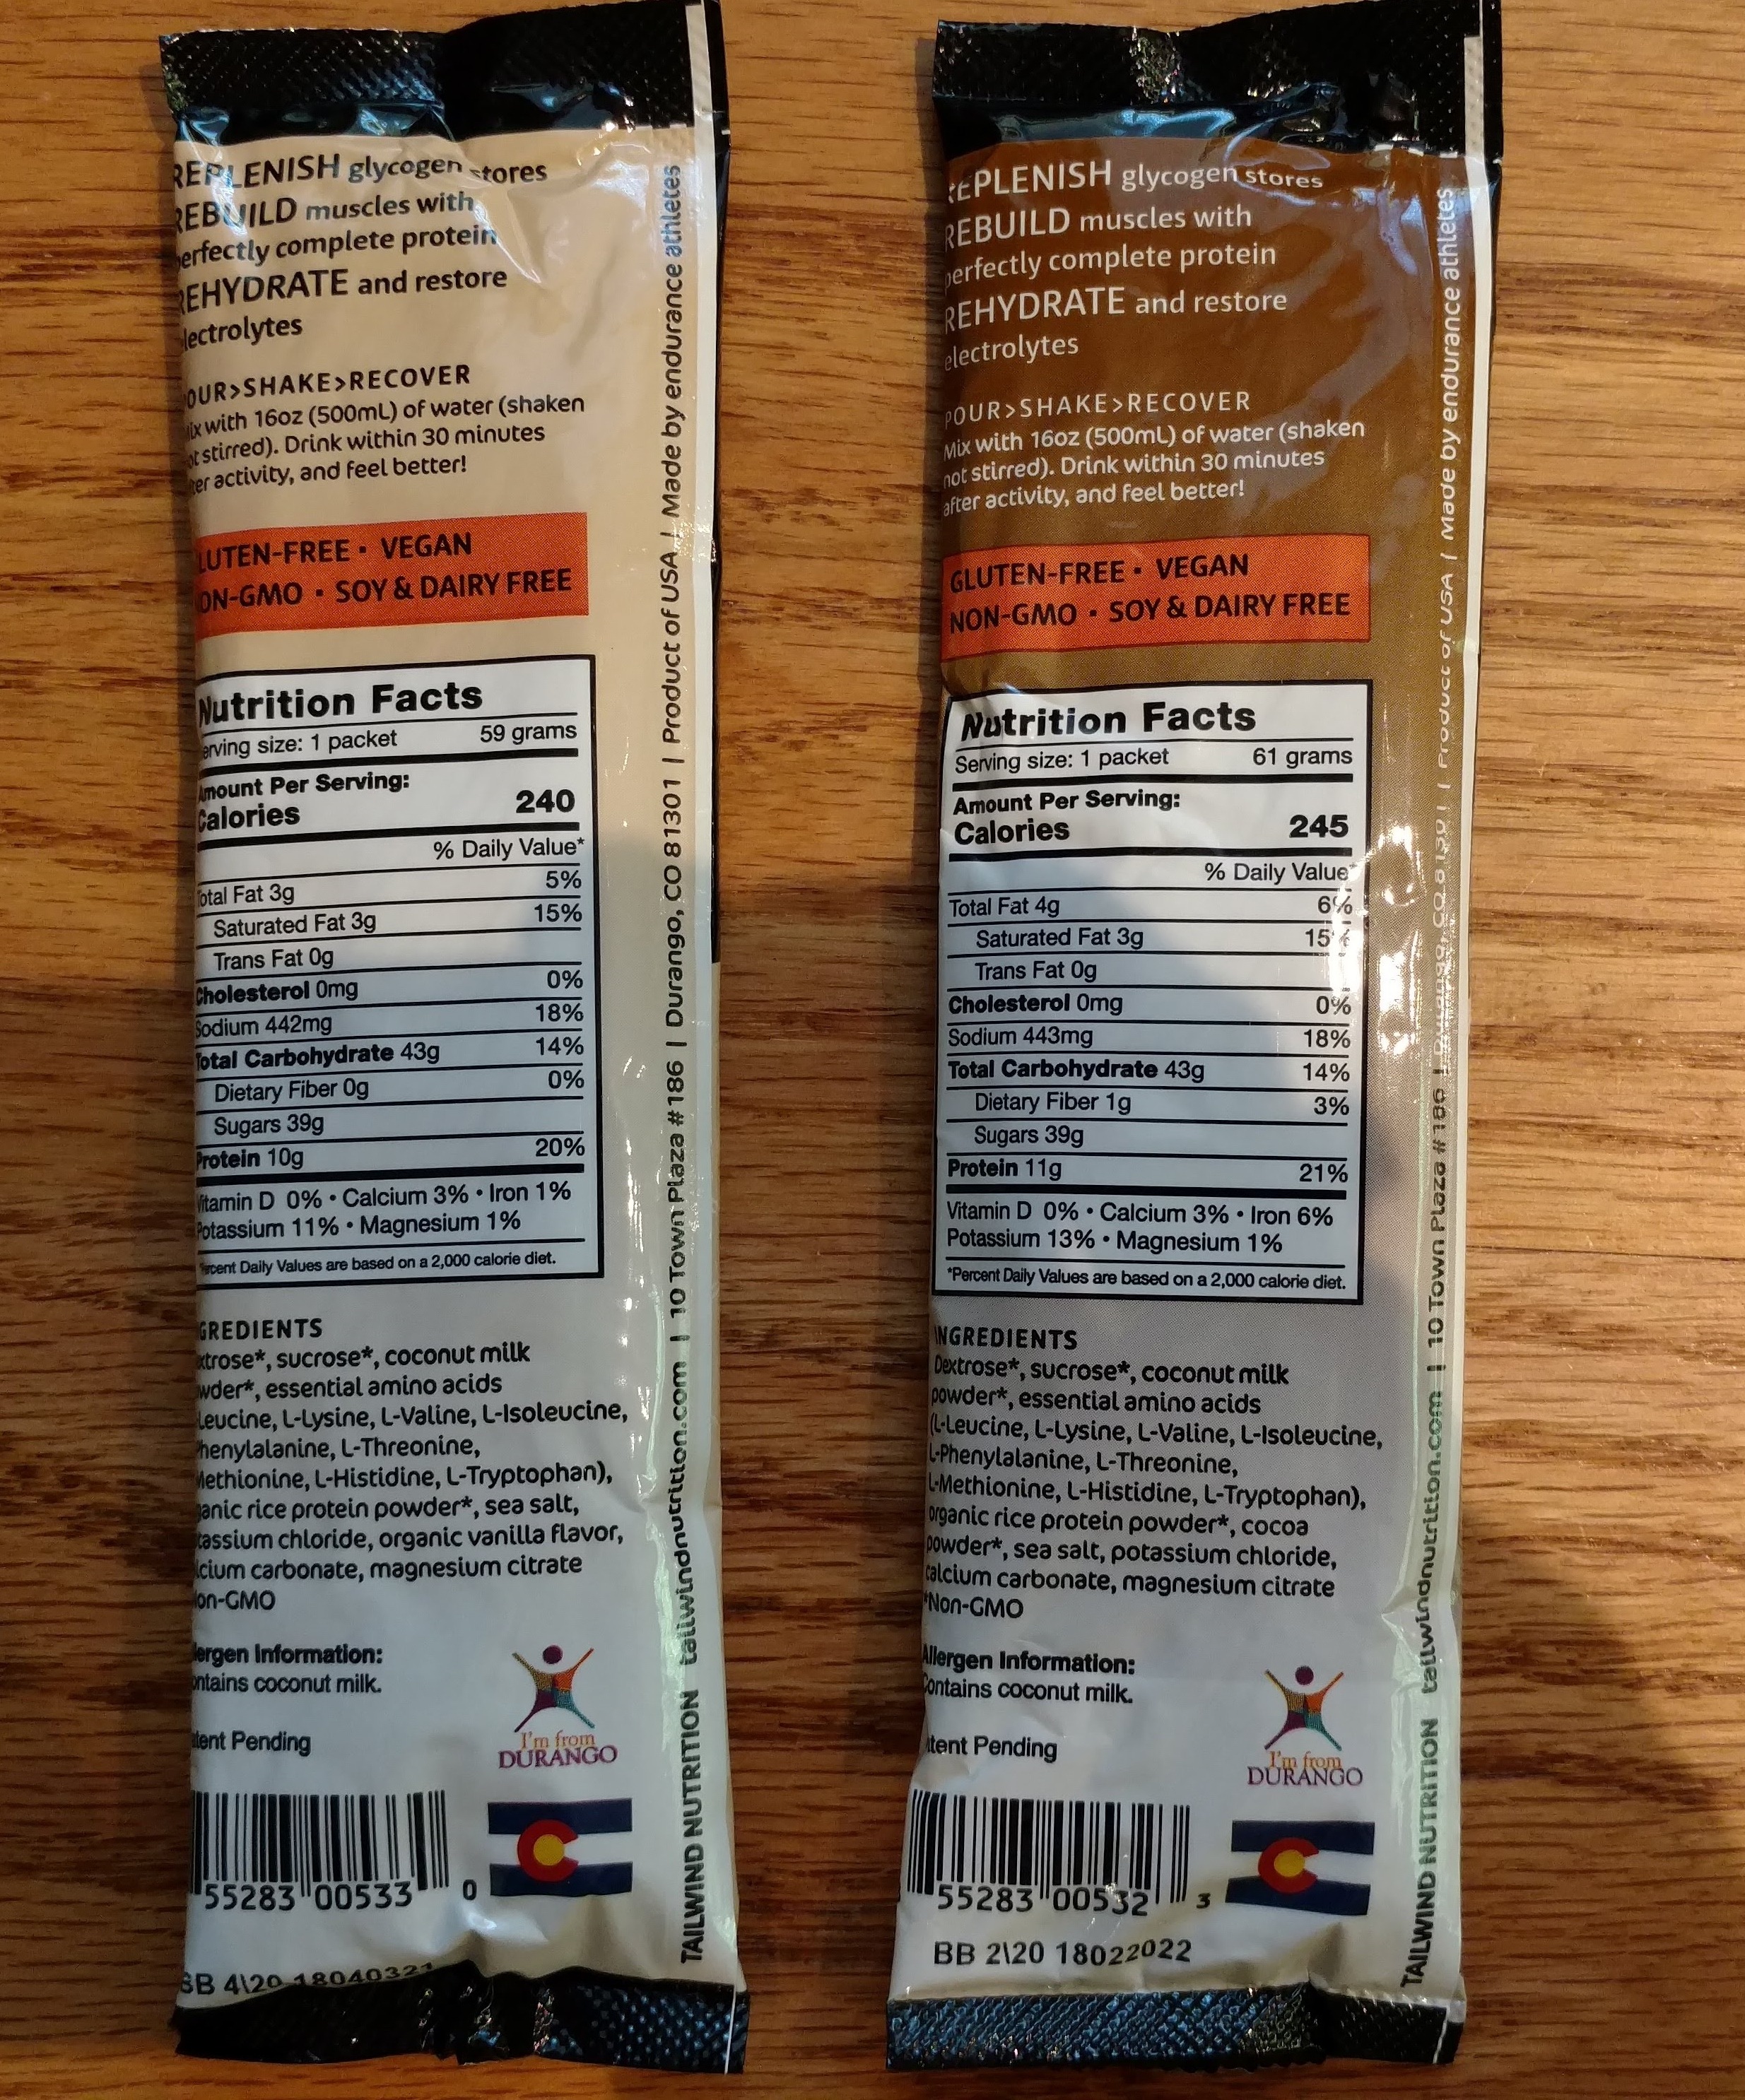 REPLENISH glycogen stores
REBUILD muscles with
perfectly complete protein
REHYDRATE and restore
electrolytes
POUR>SHAKE>RECOVER
Mix with 16oz (500mL) of water (shaken
not stirred). Drink within 30 minutes
after activity, and feel better!
GLUTEN-FREE • VEGAN
NON-GMO • SOY & DAIRY FREE
Nutrition Facts
Serving size: 1 packet 59 grams
Amount Per Serving:
Calories 240
% Daily Value*
Total Fat 3g 5%
Saturated Fat 3g 15%
Trans Fat 0g
Cholesterol 0mg 0%
Sodium 442mg 18%
Total Carbohydrate 43g 14%
Dietary Fiber 0g 0%
Sugars 39g
Protein 10g 20%
Vitamin D 0% • Calcium 3% • Iron 1%
Potassium 11% • Magnesium 1%
*Percent Daily Values are based on a 2,000 calorie diet.
INGREDIENTS
Dextrose*, sucrose*, coconut milk
powder*, essential amino acids
(L-Leucine, L-Lysine, L-Valine, L-Isoleucine,
L-Phenylalanine, L-Threonine,
L-Methionine, L-Histidine, L-Tryptophan),
organic rice protein powder*, sea salt,
potassium chloride, organic vanilla flavor,
calcium carbonate, magnesium citrate
*Non-GMO
Allergen Information:
Contains coconut milk.
Patent Pending
I'm from
DURANGO
55283 00533 0
BB 4\20 18040321
TAILWIND NUTRITION tailwindnutrition.com | 10 Town Plaza #186 | Durango, CO 81301 | Product of USA | Made by endurance athletes
REPLENISH glycogen stores
REBUILD muscles with
perfectly complete protein
REHYDRATE and restore
electrolytes
POUR>SHAKE>RECOVER
Mix with 16oz (500mL) of water (shaken
not stirred). Drink within 30 minutes
after activity, and feel better!
GLUTEN-FREE • VEGAN
NON-GMO • SOY & DAIRY FREE
Nutrition Facts
Serving size: 1 packet 61 grams
Amount Per Serving:
Calories 245
% Daily Value*
Total Fat 4g 6%
Saturated Fat 3g 15%
Trans Fat 0g
Cholesterol 0mg 0%
Sodium 443mg 18%
Total Carbohydrate 43g 14%
Dietary Fiber 1g 3%
Sugars 39g
Protein 11g 21%
Vitamin D 0% • Calcium 3% • Iron 6%
Potassium 13% • Magnesium 1%
*Percent Daily Values are based on a 2,000 calorie diet.
INGREDIENTS
Dextrose*, sucrose*, coconut milk
powder*, essential amino acids
(L-Leucine, L-Lysine, L-Valine, L-Isoleucine,
L-Phenylalanine, L-Threonine,
L-Methionine, L-Histidine, L-Tryptophan),
organic rice protein powder*, cocoa
powder*, sea salt, potassium chloride,
calcium carbonate, magnesium citrate
*Non-GMO
Allergen Information:
Contains coconut milk.
Patent Pending
I'm from
DURANGO
55283 00532 3
BB 2\20 18022022
TAILWIND NUTRITION tailwindnutrition.com | 10 Town Plaza #186 | Durango, CO 81301 | Product of USA | Made by endurance athletes